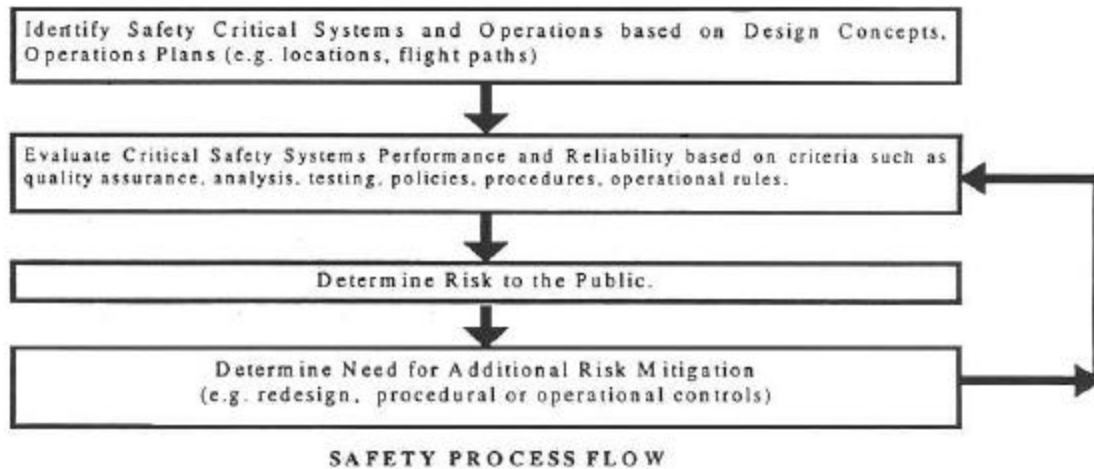 Identify Safety Critical Systems and Operations based on Design Concepts,
Operations Plans (e.g. locations, flight paths)
Evaluate Critical Safety Systems Performance and Reliability based on criteria such as
quality assurance, analysis, testing, policies, procedures, operational rules.
Determine Risk to the Public.
Determine Need for Additional Risk Mitigation
(e.g. redesign, procedural or operational controls)
SAFETY PROCESS FLOW